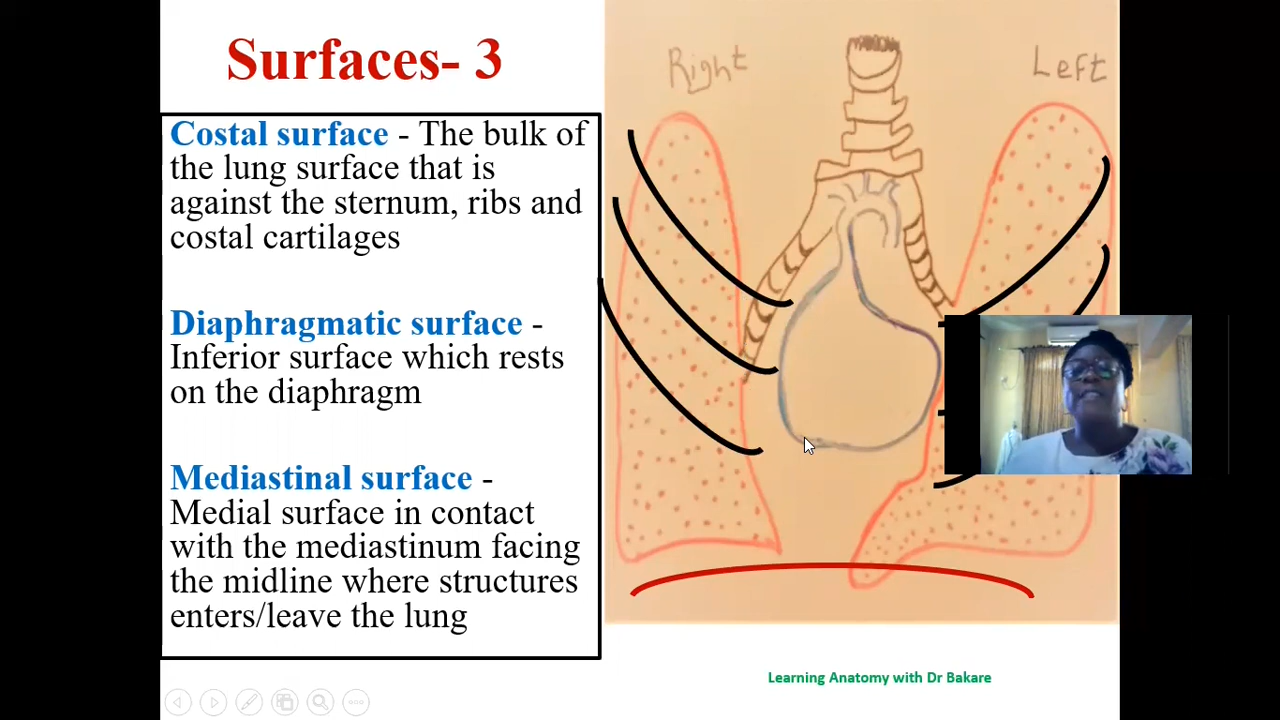 Surfaces- 3
Costal surface - The bulk of
the lung surface that is
against the sternum, ribs and
costal cartilages
Diaphragmatic surface -
Inferior surface which rests
on the diaphragm
Mediastinal surface -
Medial surface in contact
with the mediastinum facing
the midline where structures
enters/leave the lung
Right
Left
Learning Anatomy with Dr Bakare